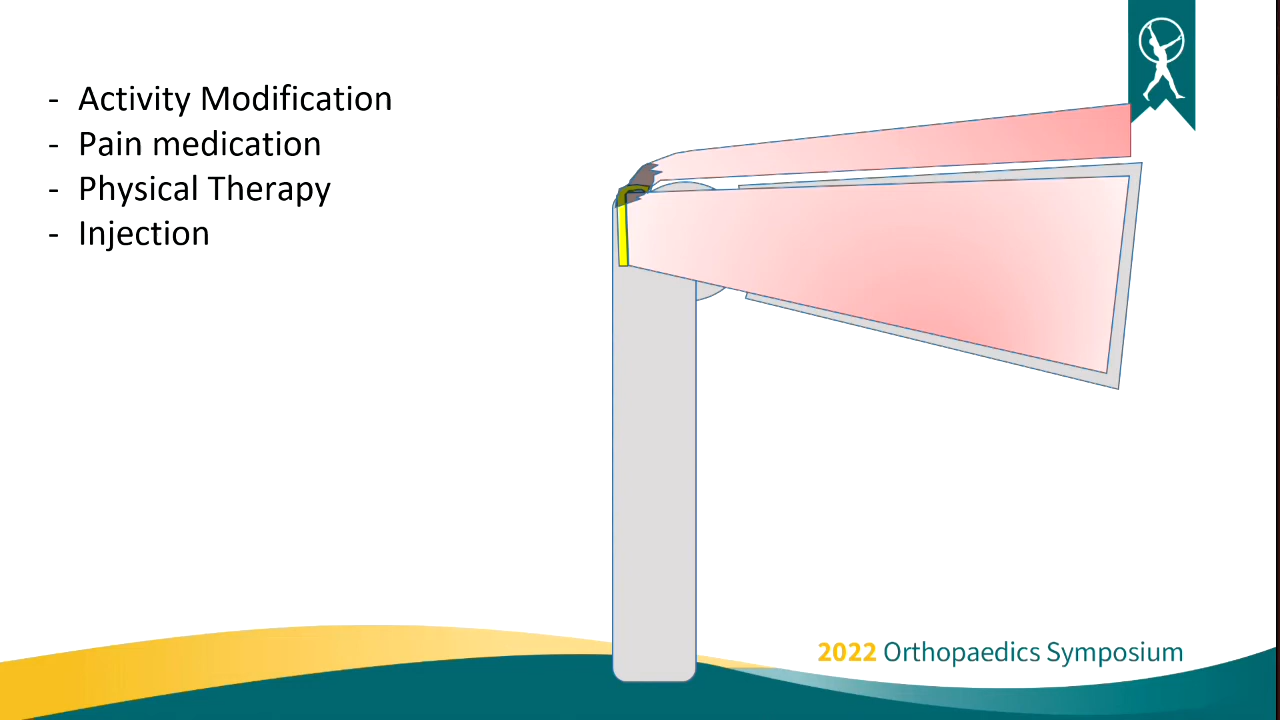 - Activity Modification
- Pain medication
- Physical Therapy
- Injection
2022 Orthopaedics Symposium